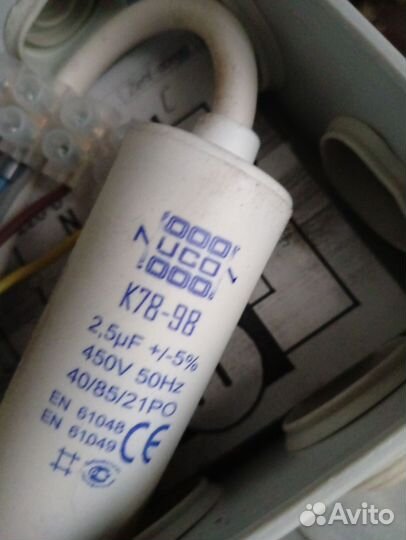 UCO
K78-98
2,5µF +/-5%
450V 50Hz
40/85/21PO
EN 61048
EN 61049
CE
Avito